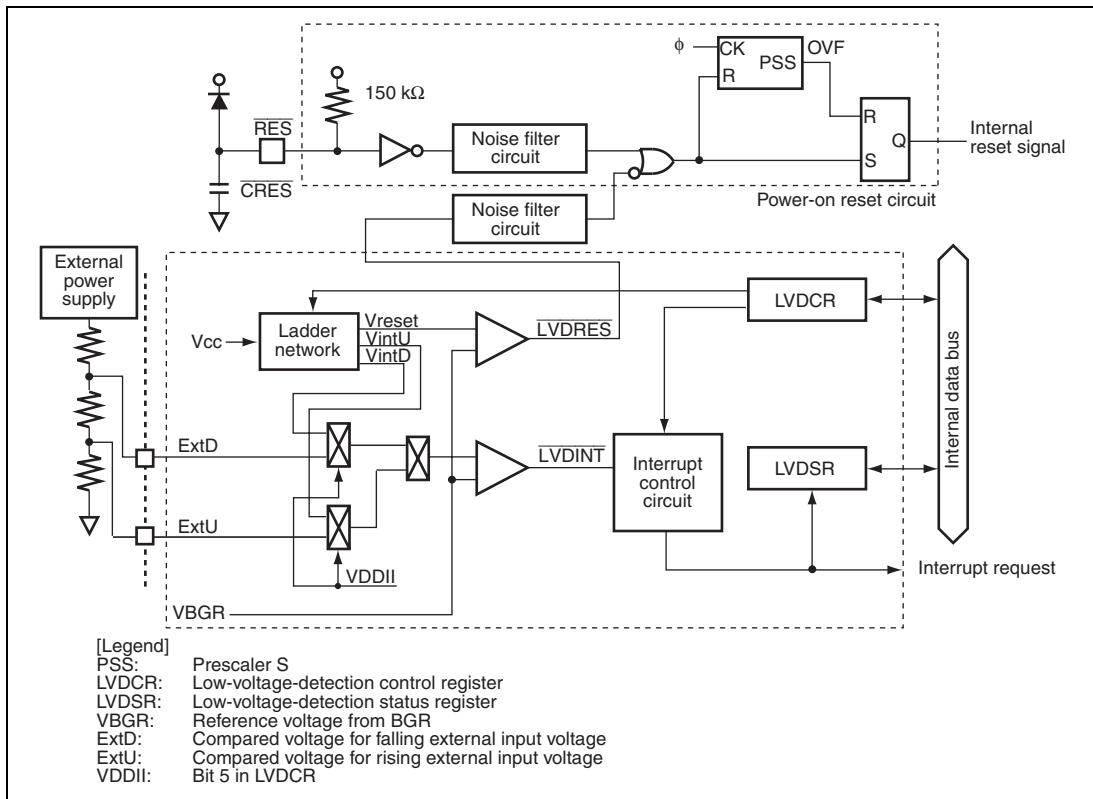 φ
CK
PSS
R
OVF
150 kΩ
RES
CRES
Noise filter
circuit
R
S
Q
Internal
reset signal
Power-on reset circuit
Noise filter
circuit
External
power
supply
Vcc
Ladder
network
Vreset
VintU
VintD
LVDRES
LVDCR
ExtD
ExtU
LVDINT
Interrupt
control
circuit
LVDSR
Internal data bus
VDDII
VBGR
Interrupt request
[Legend]
PSS: Prescaler S
LVDCR: Low-voltage-detection control register
LVDSR: Low-voltage-detection status register
VBGR: Reference voltage from BGR
ExtD: Compared voltage for falling external input voltage
ExtU: Compared voltage for rising external input voltage
VDDII: Bit 5 in LVDCR